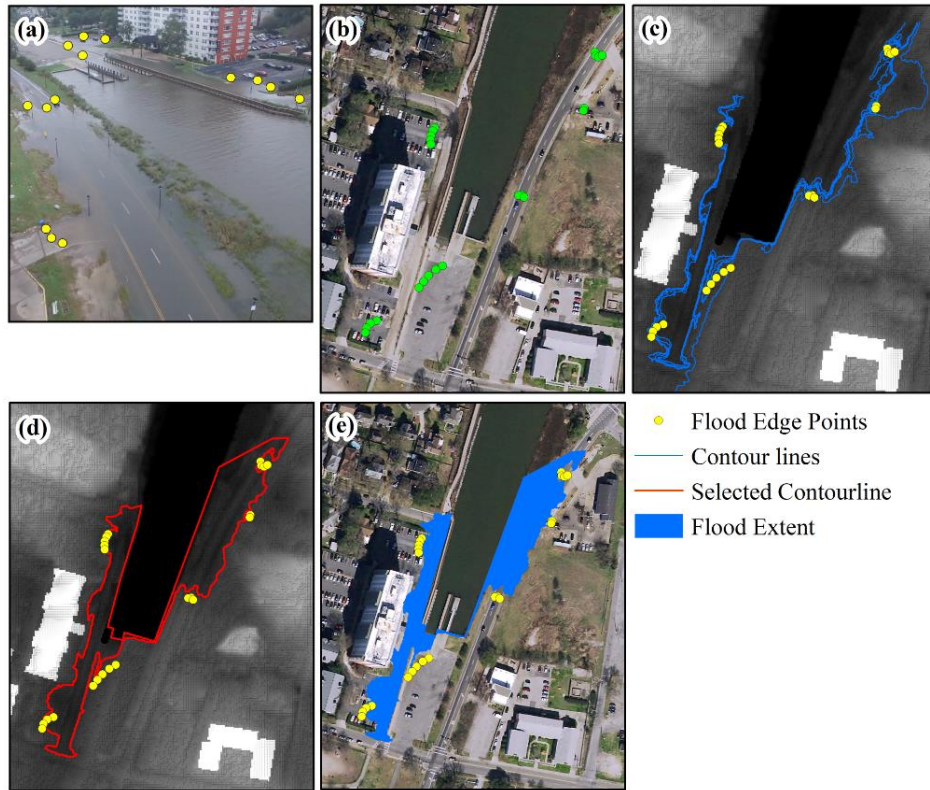 (a)
(b)
(c)
(d)
(e)
Flood Edge Points
Contour lines
Selected Contourline
Flood Extent